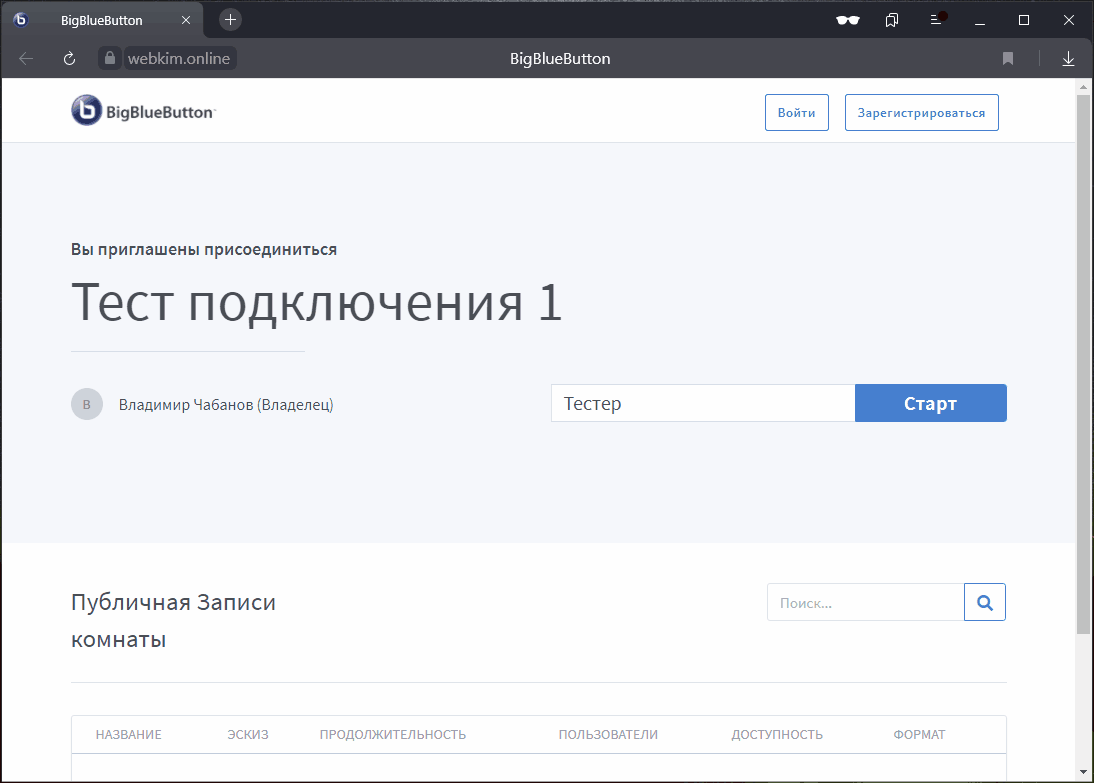 BigBlueButton
webkim.online
BigBlueButton
BigBlueButton™
Войти
Зарегистрироваться
Вы приглашены присоединиться
Тест подключения 1
В
Владимир Чабанов (Владелец)
Тестер
Старт
Публичная Записи
комнаты
Поиск...
НАЗВАНИЕ ЭСКИЗ ПРОДОЛЖИТЕЛЬНОСТЬ ПОЛЬЗОВАТЕЛИ ДОСТУПНОСТЬ ФОРМАТ